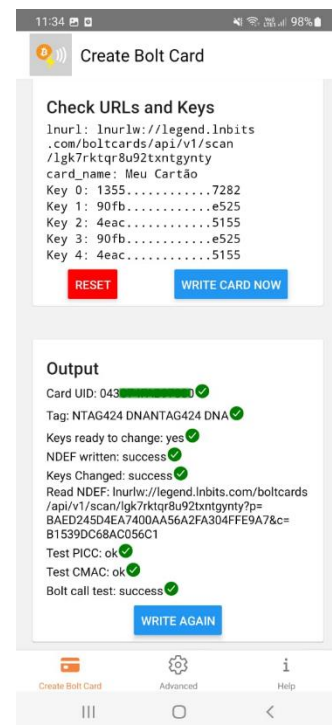 11:34
98%
Create Bolt Card
Check URLs and Keys
lnurl: lnurlw://legend.lnbits
.com/boltcards/api/v1/scan
/lgk7rktqr8u92txntgynty
card_name: Meu Cartão
Key 0: 1355............7282
Key 1: 90fb............e525
Key 2: 4eac............5155
Key 3: 90fb............e525
Key 4: 4eac............5155
RESET
WRITE CARD NOW
Output
Card UID: 043
Tag: NTAG424 DNANTAG424 DNA
Keys ready to change: yes
NDEF written: success
Keys Changed: success
Read NDEF: lnurlw://legend.lnbits.com/boltcards
/api/v1/scan/lgk7rktqr8u92txntgynty?p=
BAED245D4EA7400AA56A2FA304FFE9A7&c=
B1539DC68AC056C1
Test PICC: ok
Test CMAC: ok
Bolt call test: success
WRITE AGAIN
Create Bolt Card
Advanced
Help